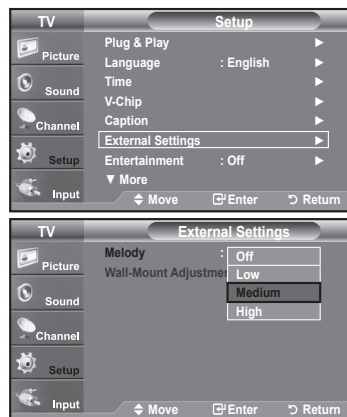 TV Setup
Picture
Sound
Channel
Setup
Input
Plug & Play ►
Language : English ►
Time ►
V-Chip ►
Caption ►
External Settings ►
Entertainment : Off ►
▼ More
Move Enter Return
TV External Settings
Picture
Sound
Channel
Setup
Input
Melody :
Wall-Mount Adjustme
Off
Low
Medium
High
Move Enter Return